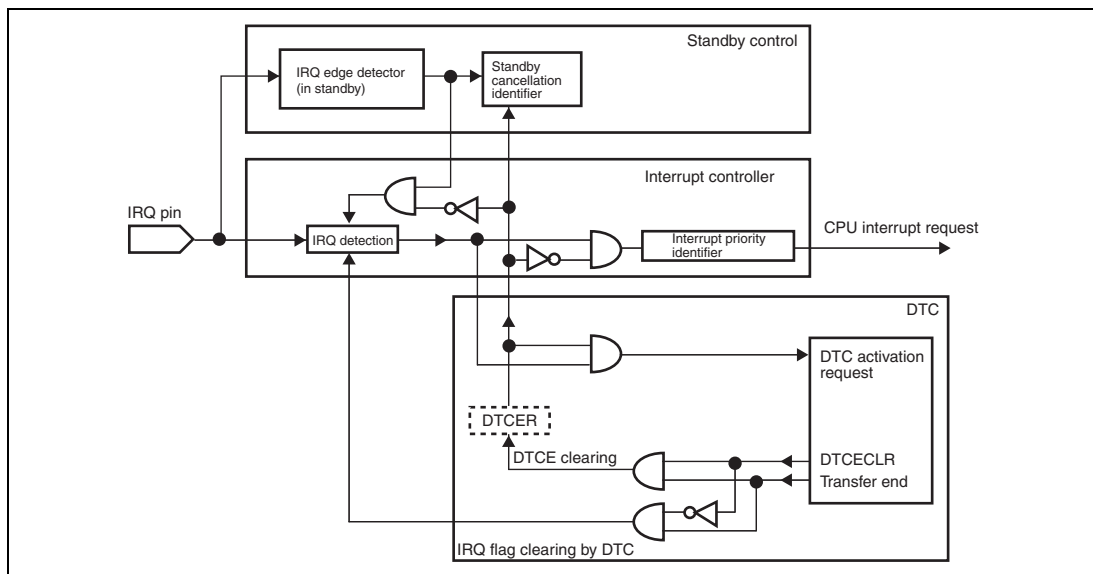 Standby control
IRQ edge detector
(in standby)
Standby
cancellation
identifier
Interrupt controller
IRQ pin
IRQ detection
Interrupt priority
identifier
CPU interrupt request
DTC
DTC activation
request
DTCER
DTCE clearing
DTCECLR
Transfer end
IRQ flag clearing by DTC